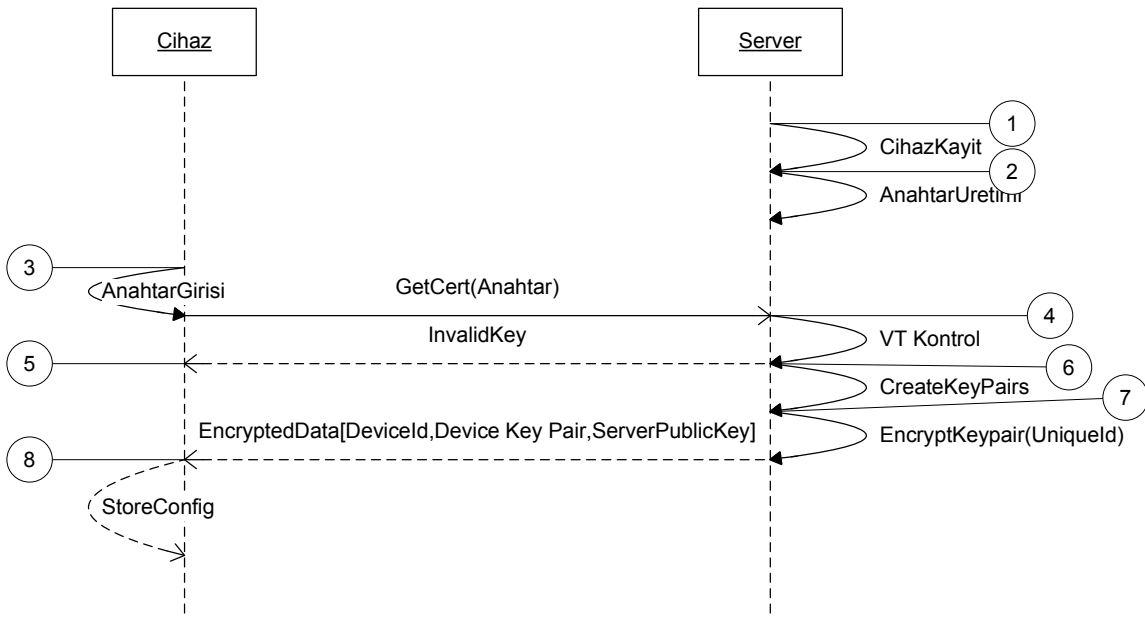 Cihaz
Server
1
CihazKayit
2
AnahtarUretimi
3
AnahtarGirisi
GetCert(Anahtar)
4
InvalidKey
VT Kontrol
5
6
CreateKeyPairs
7
EncryptedData[DeviceId,Device Key Pair,ServerPublicKey]
EncryptKeypair(UniqueId)
8
StoreConfig